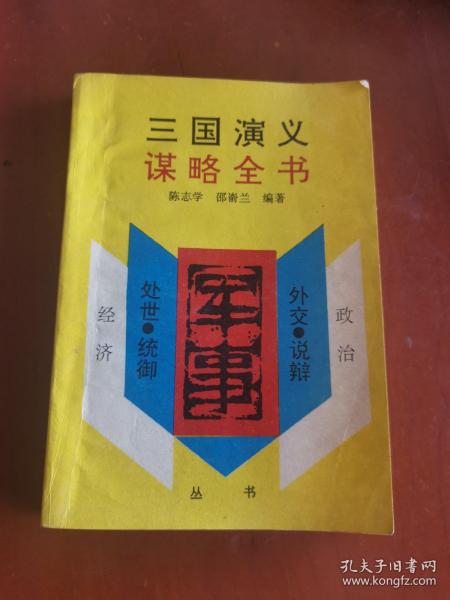 三国演义
谋略全书
陈志学 邵嵛兰 编著
经济
处世●统御
军事
外交●说辩
政治
丛书
孔夫子旧书网
www.kongfz.com